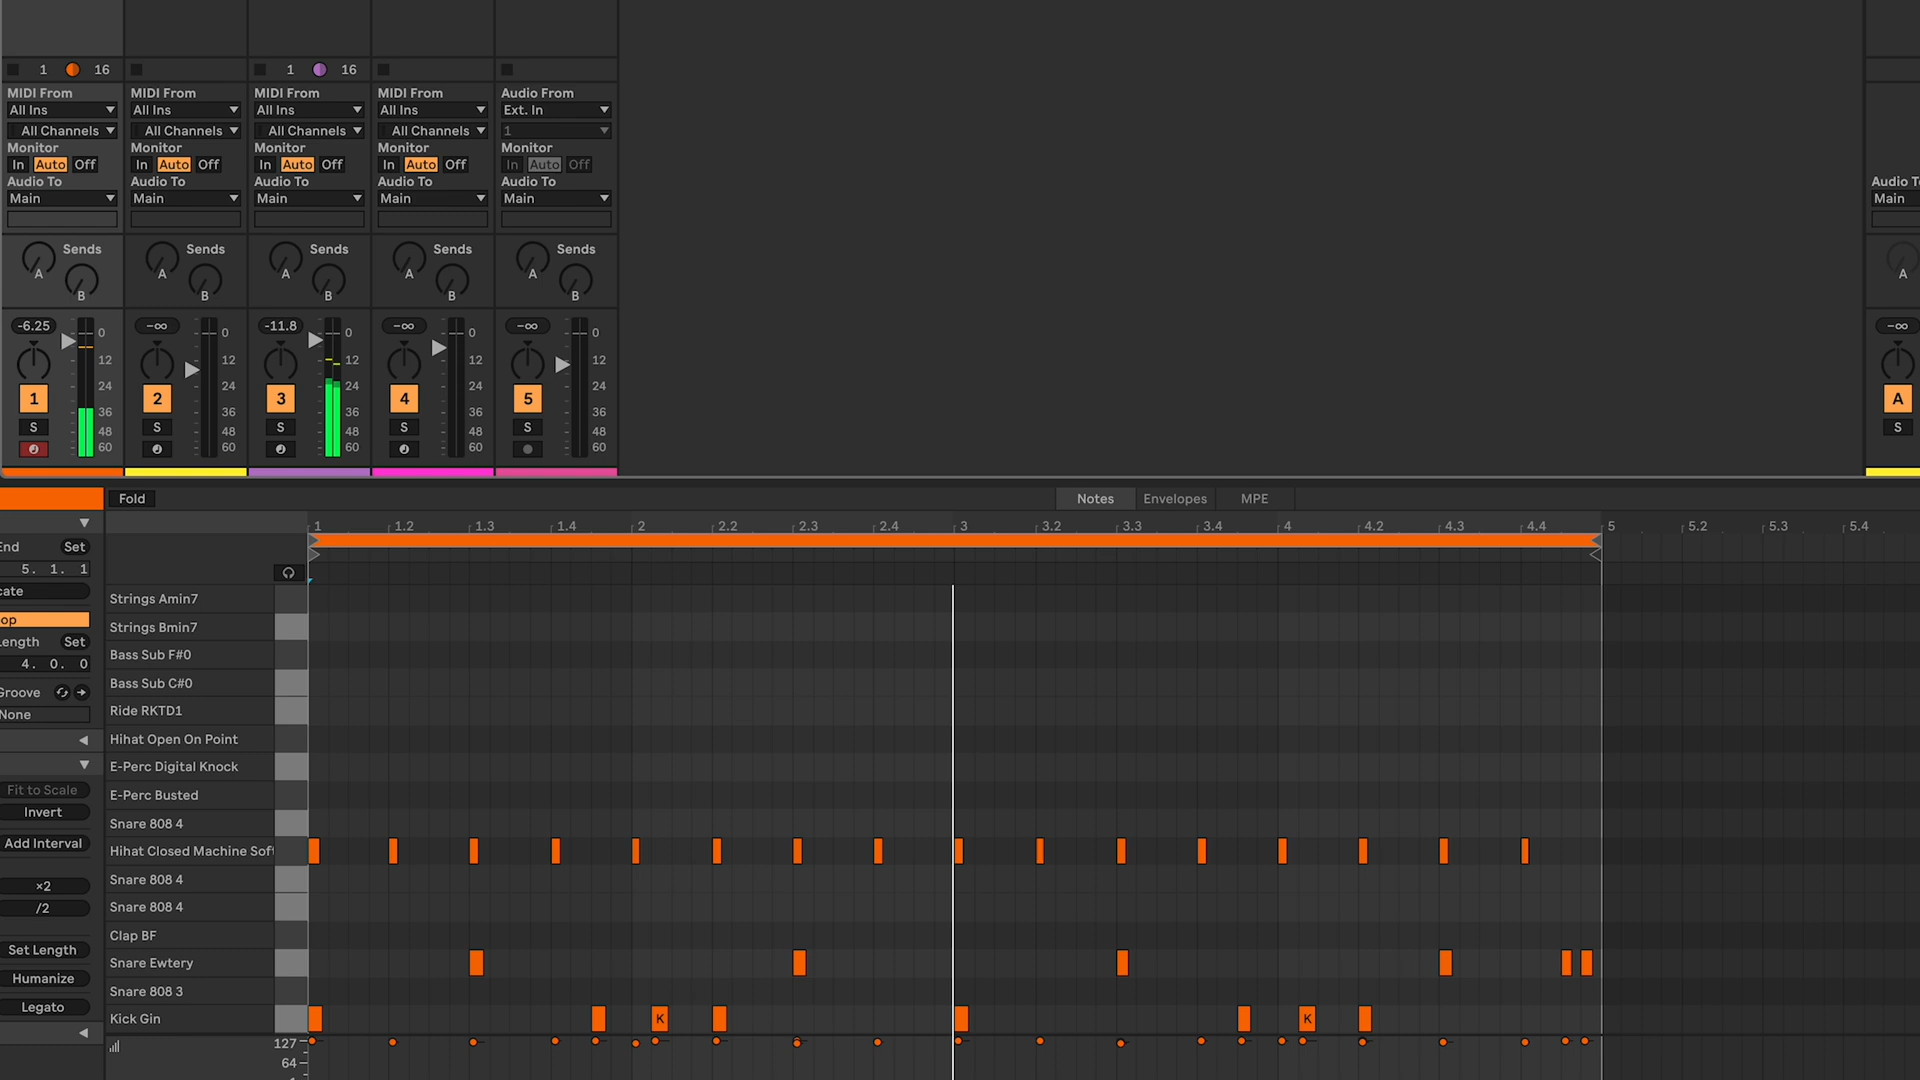 1 16 1 16
MIDI From MIDI From MIDI From MIDI From Audio From
All Ins All Ins All Ins All Ins Ext. In
All Channels All Channels All Channels All Channels 1
Monitor Monitor Monitor Monitor Monitor
In Auto Off In Auto Off In Auto Off In Auto Off In Auto Off
Audio To Audio To Audio To Audio To Audio To Audio
Main Main Main Main Main Main
Sends Sends Sends Sends Sends
A A A A A A
B B B B B
-6.25 0 -∞ 0 -11.8 0 -∞ 0 -∞ 0 -∞
12 12 12 12 12
24 24 24 24 24
1 2 3 4 5 A
36 36 36 36 36
S S S S S S
48 48 48 48 48
60 60 60 60 60
Fold Notes Envelopes MPE
1 1.2 1.3 1.4 2 2.2 2.3 2.4 3 3.2 3.3 3.4 4 4.2 4.3 4.4 5 5.2 5.3 5.4
End Set
5. 1. 1
cate
op
Length Set
4. 0. 0
Groove
None
Fit to Scale
Invert
Add Interval
×2
/2
Set Length
Humanize
Legato
Strings Amin7
Strings Bmin7
Bass Sub F#0
Bass Sub C#0
Ride RKTD1
Hihat Open On Point
E-Perc Digital Knock
E-Perc Busted
Snare 808 4
Hihat Closed Machine Sof
Snare 808 4
Snare 808 4
Clap BF
Snare Ewtery
Snare 808 3
Kick Gin K K
127
64